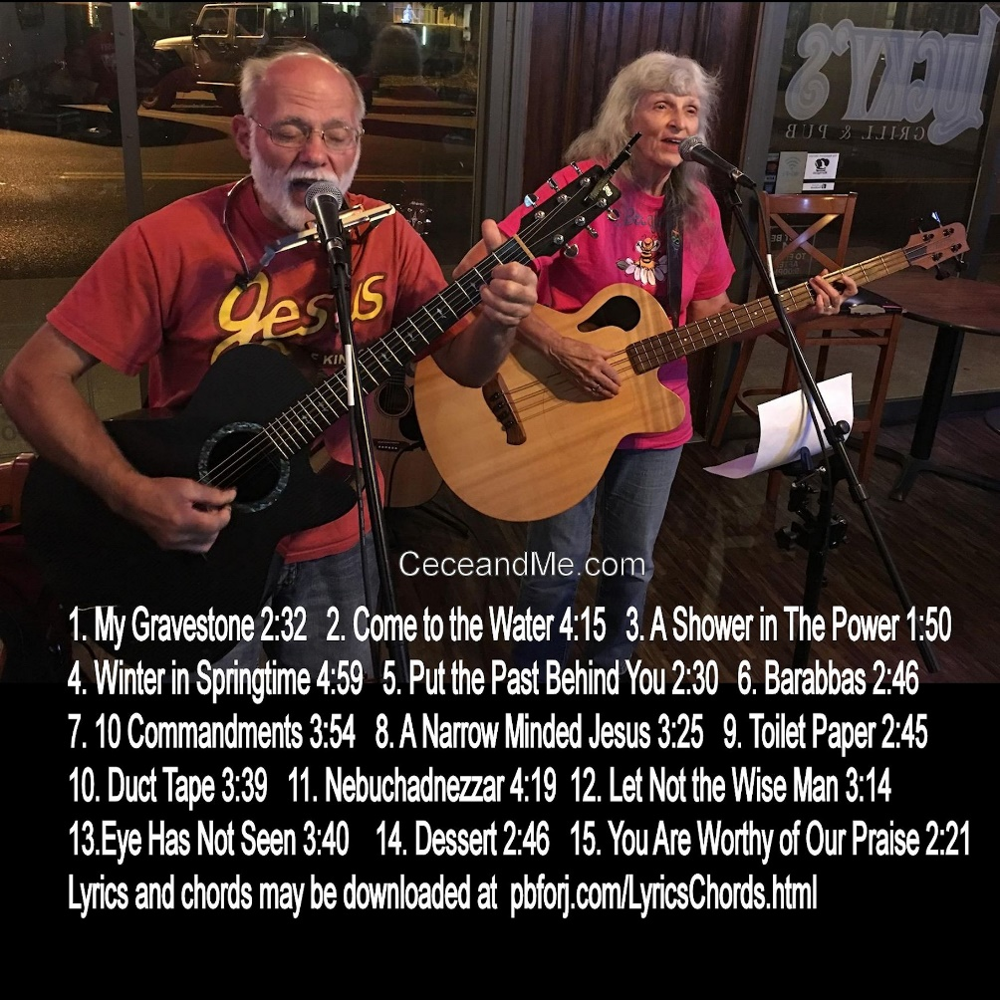 LUCKY'S
GRILL & PUB
Jesus
CeceandMe.com
1. My Gravestone 2:32 2. Come to the Water 4:15 3. A Shower in The Power 1:50
4. Winter in Springtime 4:59 5. Put the Past Behind You 2:30 6. Barabbas 2:46
7. 10 Commandments 3:54 8. A Narrow Minded Jesus 3:25 9. Toilet Paper 2:45
10. Duct Tape 3:39 11. Nebuchadnezzar 4:19 12. Let Not the Wise Man 3:14
13.Eye Has Not Seen 3:40 14. Dessert 2:46 15. You Are Worthy of Our Praise 2:21
Lyrics and chords may be downloaded at pbforj.com/LyricsChords.html